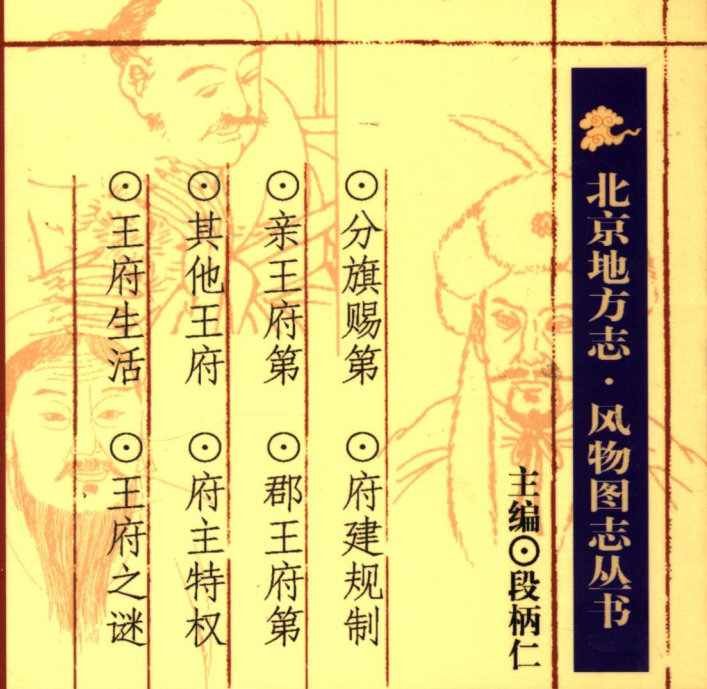 北京地方志·风物图志丛书
主编⊙段柄仁
⊙分旗赐第 ⊙府建规制
⊙亲王府第 ⊙郡王府第
⊙其他王府 ⊙府主特权
⊙王府生活 ⊙王府之谜